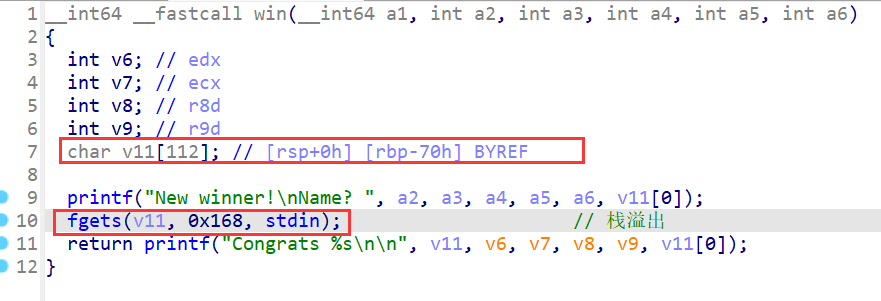 1 __int64 __fastcall win(__int64 a1, int a2, int a3, int a4, int a5, int a6)
2 {
3 int v6; // edx
4 int v7; // ecx
5 int v8; // r8d
6 int v9; // r9d
7 char v11[112]; // [rsp+0h] [rbp-70h] BYREF
8
9 printf("New winner!\nName? ", a2, a3, a4, a5, a6, v11[0]);
10 fgets(v11, 0x168, stdin); // 栈溢出
11 return printf("Congrats %s\n\n", v11, v6, v7, v8, v9, v11[0]);
12 }